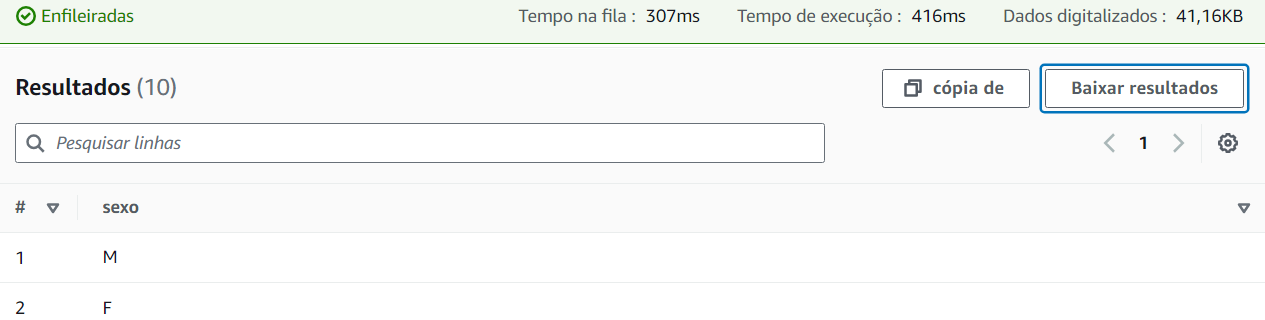 Enfileiradas Tempo na fila : 307ms Tempo de execução : 416ms Dados digitalizados : 41,16KB
Resultados (10) cópia de Baixar resultados
Pesquisar linhas 1
# sexo
1 M
2 F